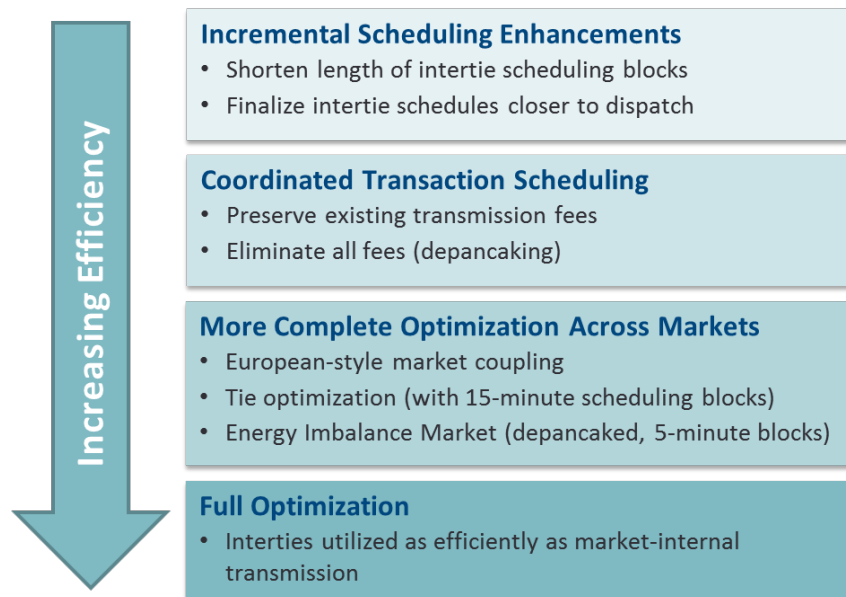 Increasing Efficiency
Incremental Scheduling Enhancements
• Shorten length of intertie scheduling blocks
• Finalize intertie schedules closer to dispatch
Coordinated Transaction Scheduling
• Preserve existing transmission fees
• Eliminate all fees (depancaking)
More Complete Optimization Across Markets
• European-style market coupling
• Tie optimization (with 15-minute scheduling blocks)
• Energy Imbalance Market (depancaked, 5-minute blocks)
Full Optimization
• Interties utilized as efficiently as market-internal
transmission